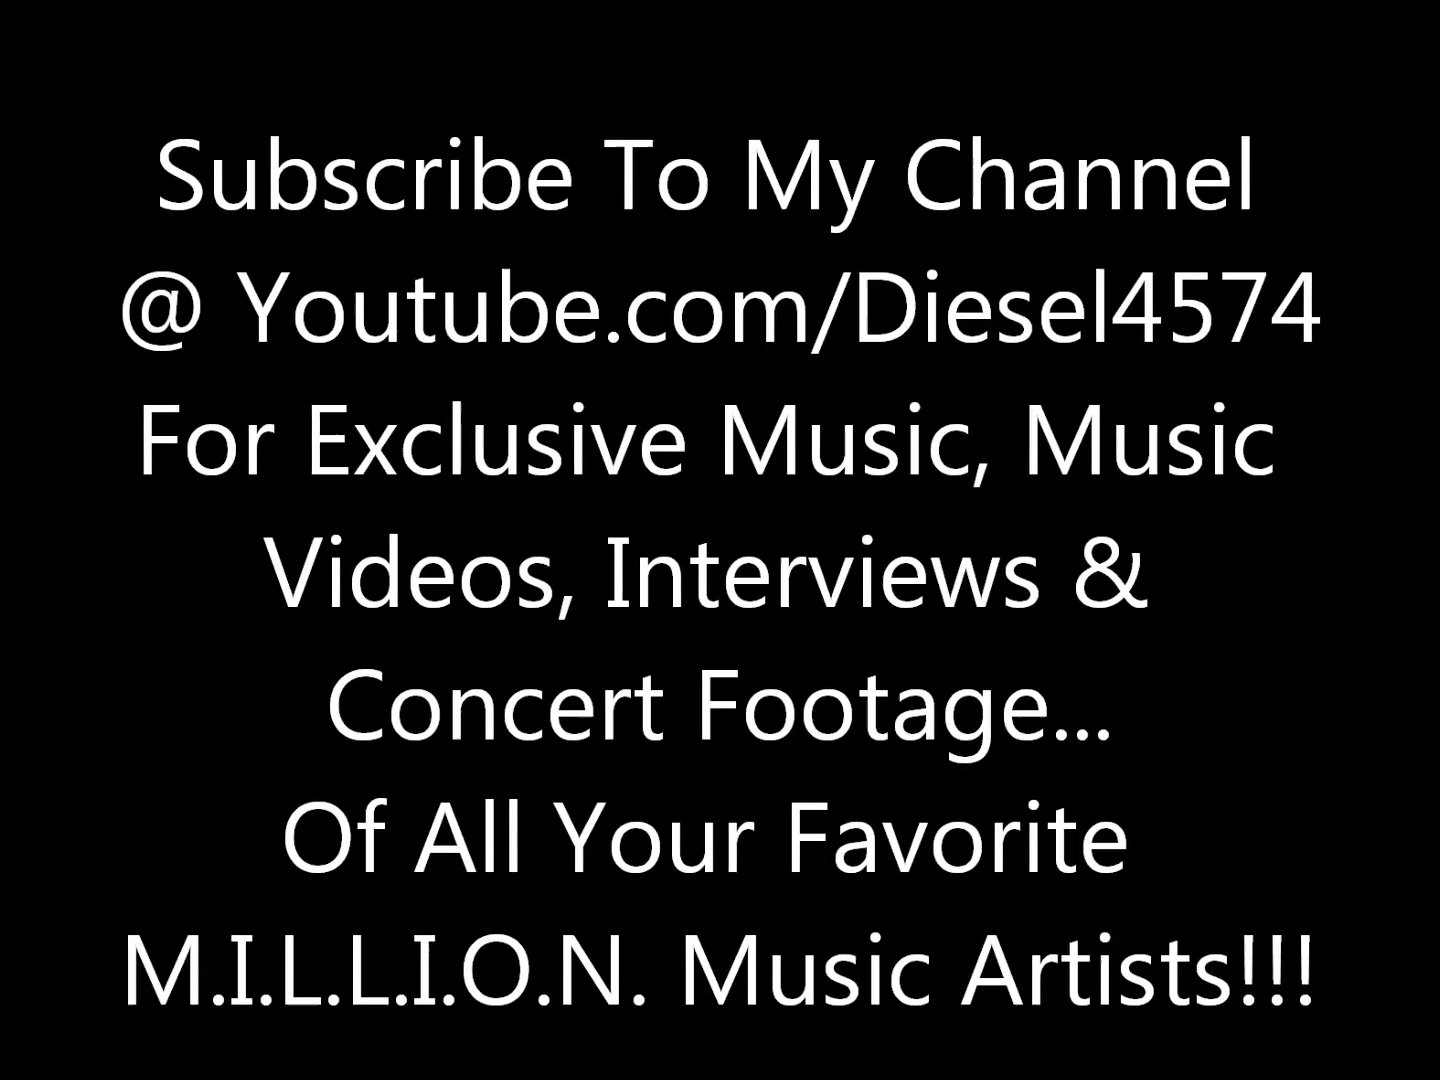 Subscribe To My Channel
@ Youtube.com/Diesel4574
For Exclusive Music, Music
Videos, Interviews &
Concert Footage...
Of All Your Favorite
M.I.L.L.I.O.N. Music Artists!!!